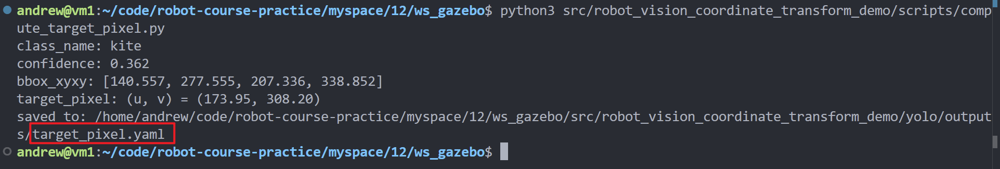 andrew@vm1:~/code/robot-course-practice/myspace/12/ws_gazebo$ python3 src/robot_vision_coordinate_transform_demo/scripts/comp
ute_target_pixel.py
class_name: kite
confidence: 0.362
bbox_xyxy: [140.557, 277.555, 207.336, 338.852]
target_pixel: (u, v) = (173.95, 308.20)
saved to: /home/andrew/code/robot-course-practice/myspace/12/ws_gazebo/src/robot_vision_coordinate_transform_demo/yolo/output
s/target_pixel.yaml
andrew@vm1:~/code/robot-course-practice/myspace/12/ws_gazebo$